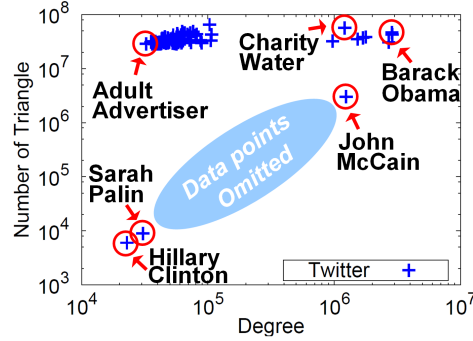 Number of Triangle
10^8
10^7
10^6
10^5
10^4
10^3
Adult
Advertiser
Charity
Water
Barack
Obama
John
McCain
Data points
Omitted
Sarah
Palin
Hillary
Clinton
Twitter
10^4
10^5
10^6
10^7
Degree